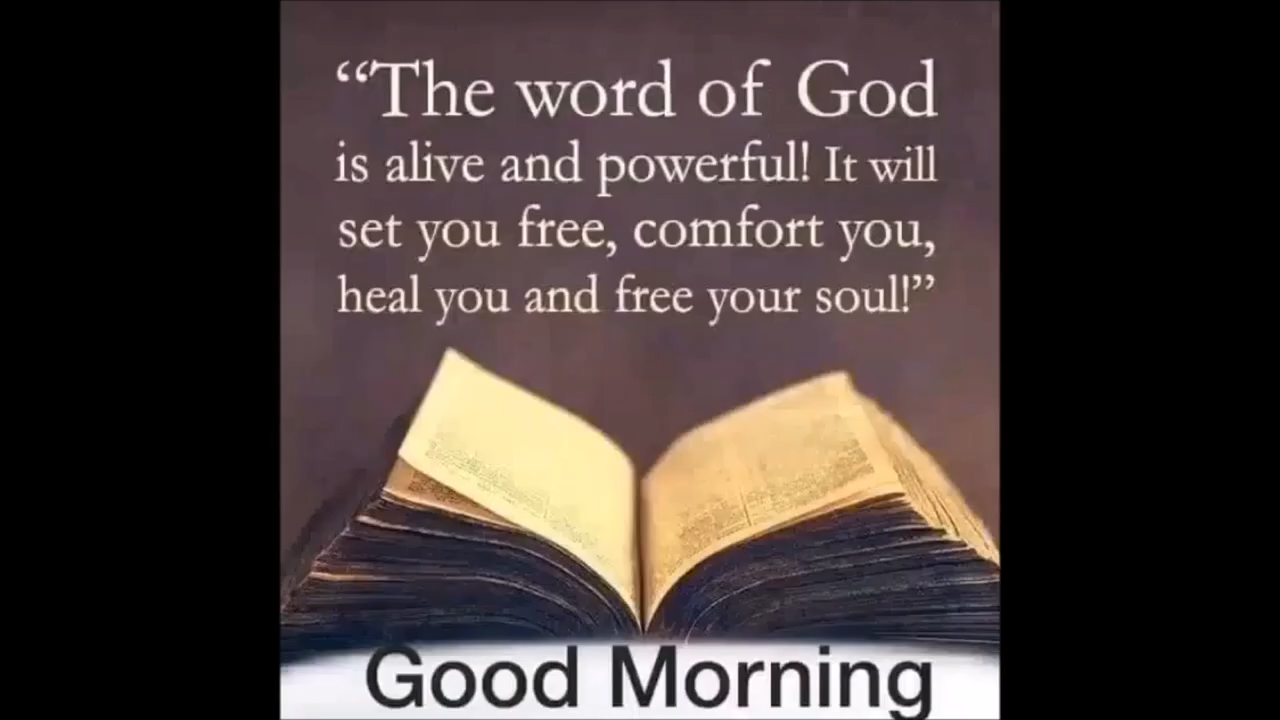 “The word of God
is alive and powerful! It will
set you free, comfort you,
heal you and free your soul!”
Good Morning